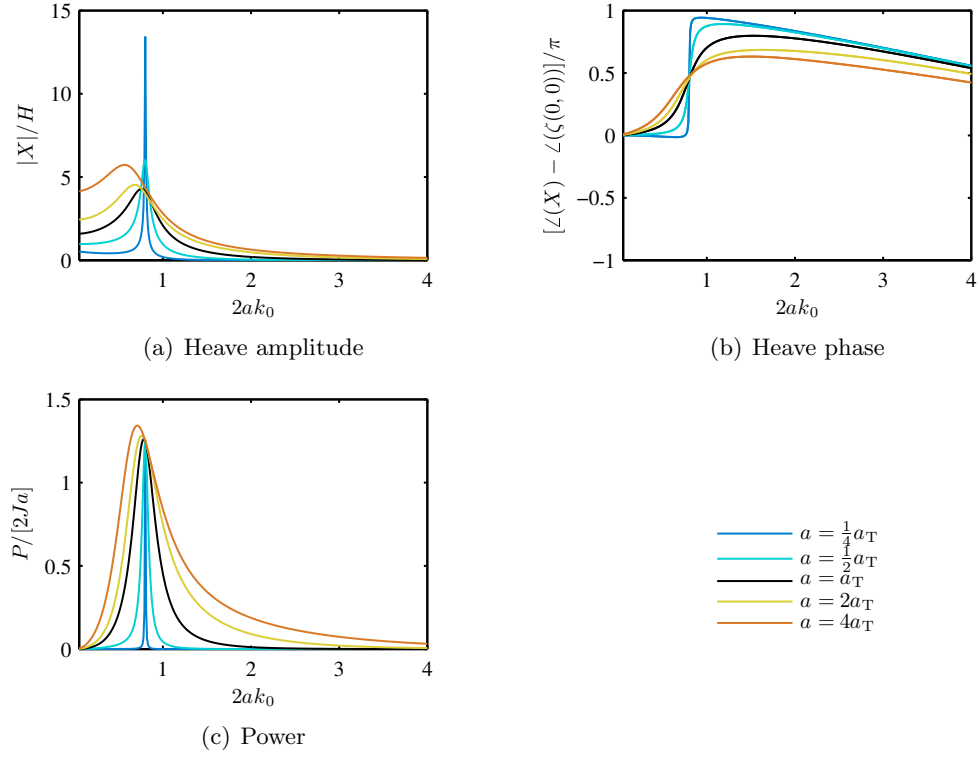 15
10
5
0
|X|/H
1 2 3 4
2ak₀
(a) Heave amplitude
1
0.5
0
−0.5
−1
[∠(X) − ∠(ζ(0, 0))]/π
1 2 3 4
2ak₀
(b) Heave phase
1.5
1
0.5
0
P/[2Ja]
1 2 3 4
2ak₀
(c) Power
a = ¼a_T
a = ½a_T
a = a_T
a = 2a_T
a = 4a_T